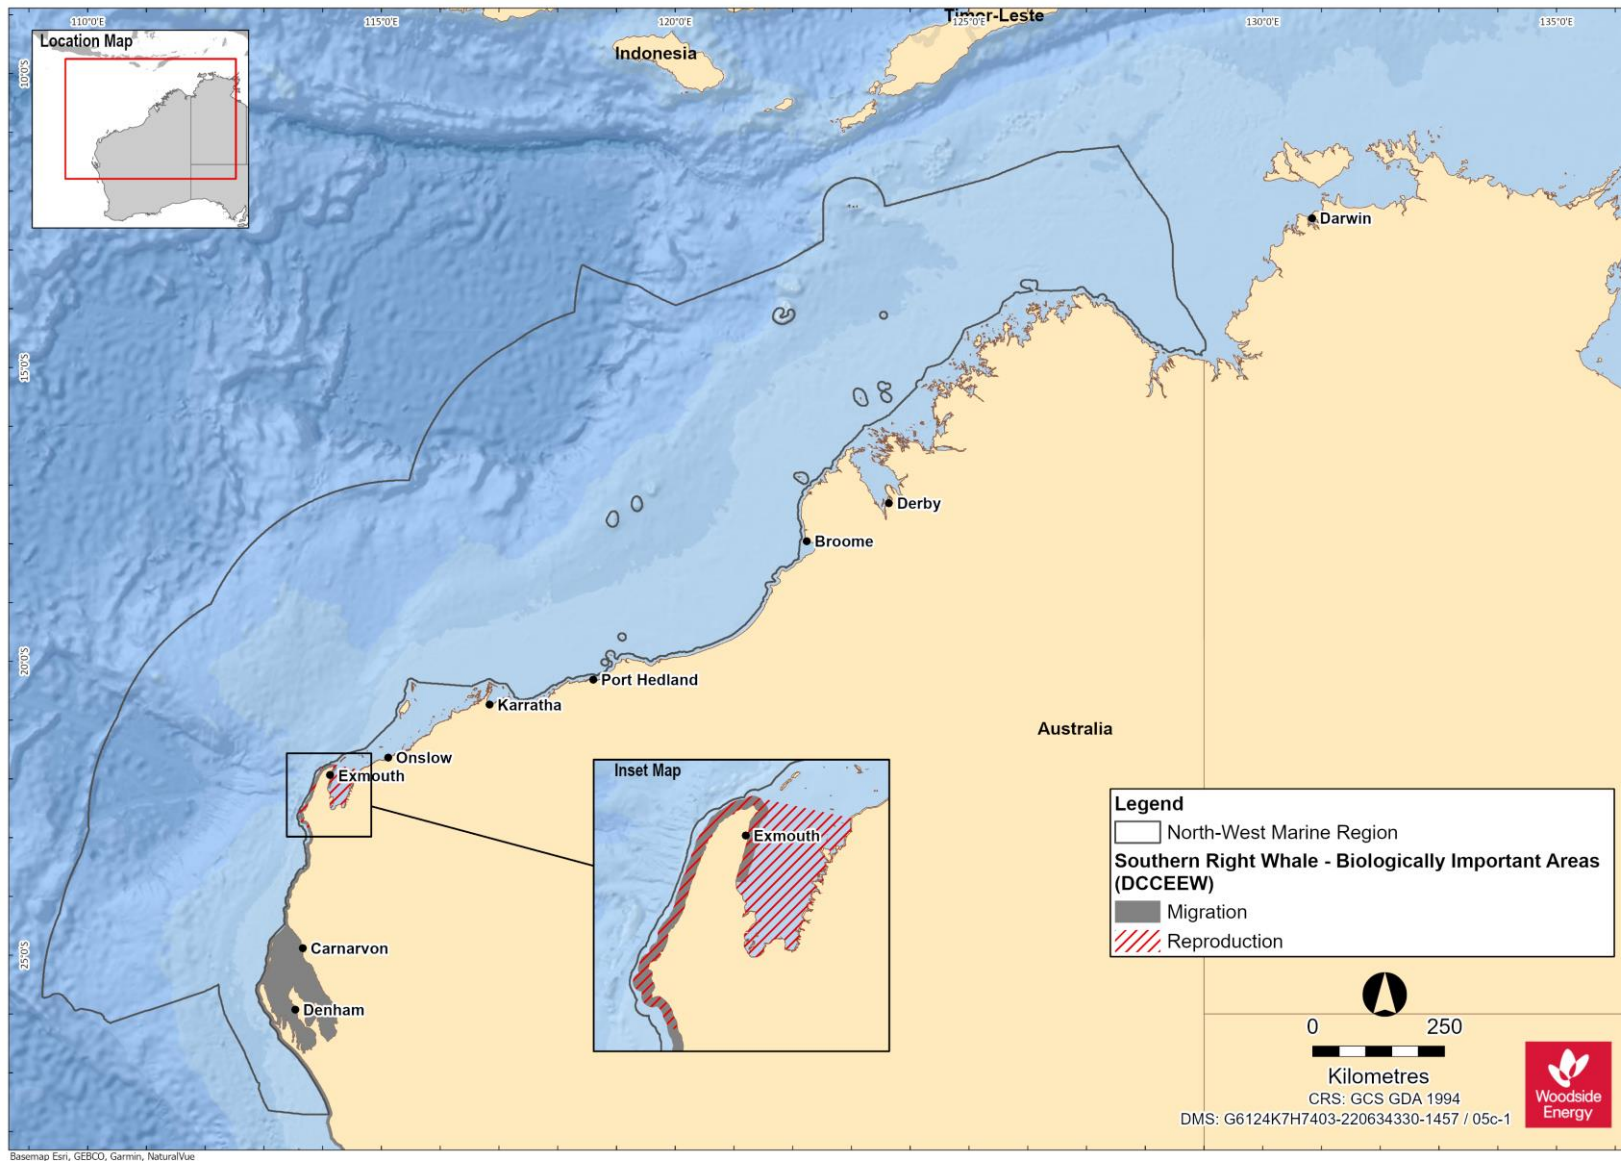 110°0'E
115°0'E
120°0'E
125°0'E
130°0'E
135°0'E
Timor-Leste
Location Map
Indonesia
10°0'S
Darwin
15°0'S
Derby
Broome
20°0'S
Port Hedland
Karratha
Australia
Onslow
Exmouth
Inset Map
Exmouth
Legend
North-West Marine Region
Southern Right Whale - Biologically Important Areas
(DCCEEW)
Migration
Reproduction
25°0'S
Carnarvon
Denham
0 250
Kilometres
CRS: GCS GDA 1994
DMS: G6124K7H7403-220634330-1457 / 05c-1
Woodside
Energy
Basemap Esri, GEBCO, Garmin, NaturalVue